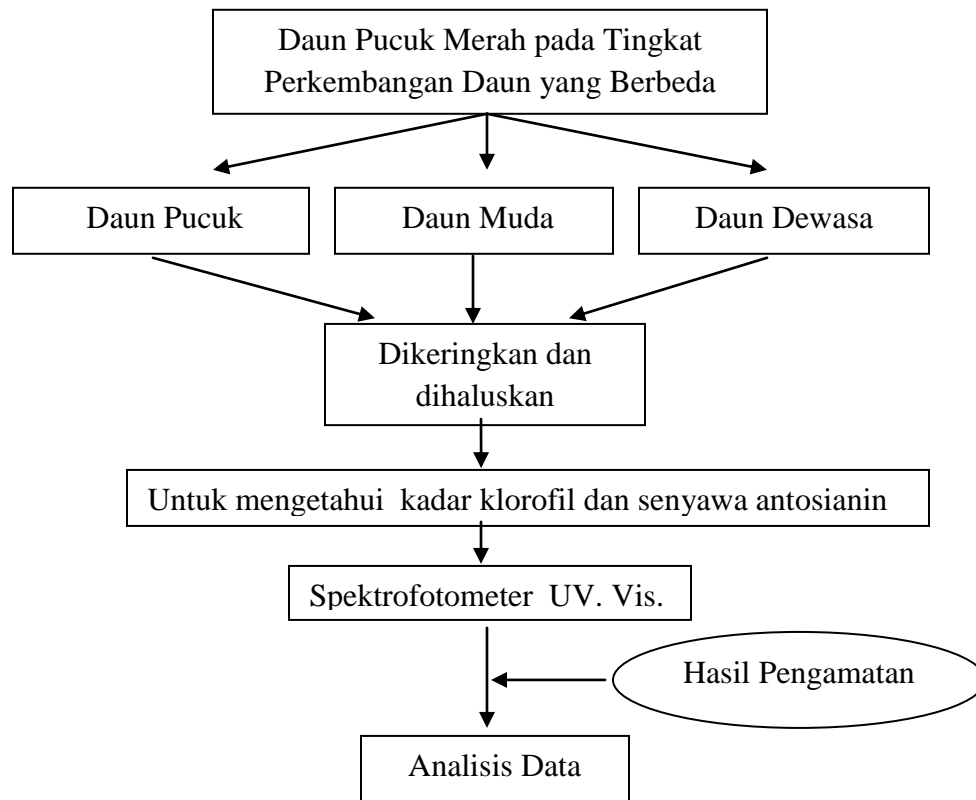 Daun Pucuk Merah pada Tingkat
Perkembangan Daun yang Berbeda
Daun Pucuk
Daun Muda
Daun Dewasa
Dikeringkan dan
dihaluskan
Untuk mengetahui  kadar klorofil dan senyawa antosianin
Spektrofotometer  UV. Vis.
Hasil Pengamatan
Analisis Data